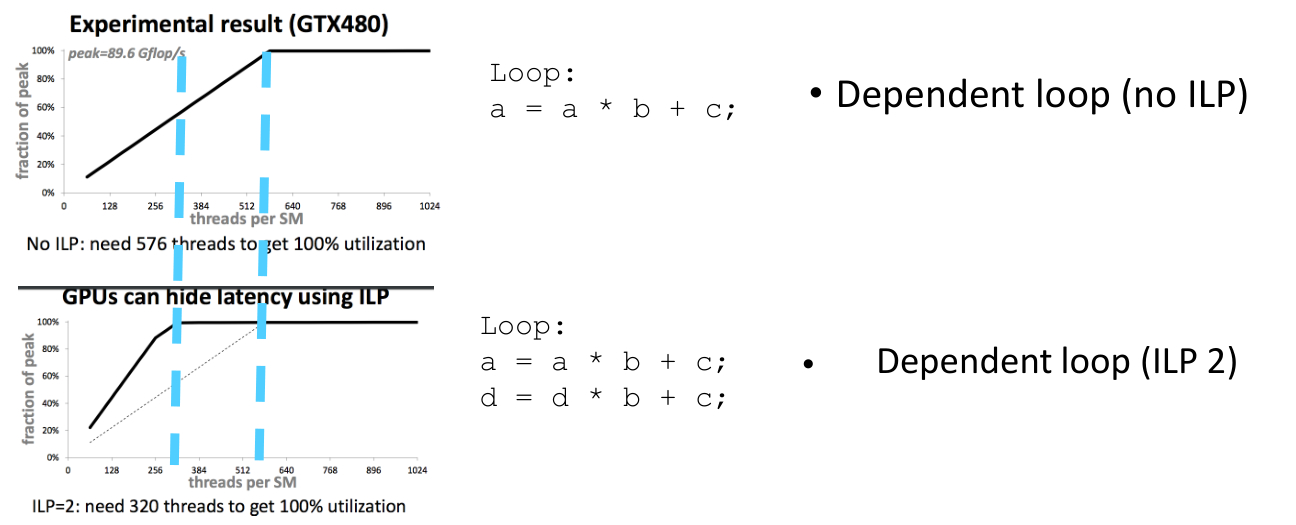 Experimental result (GTX480)
peak=89.6 Gflop/s
100%
80%
60%
40%
20%
0%
fraction of peak
0 128 256 384 512 640 768 896 1024
threads per SM
No ILP: need 576 threads to get 100% utilization
Loop:
a = a * b + c;
• Dependent loop (no ILP)
GPUs can hide latency using ILP
100%
80%
60%
40%
20%
0%
fraction of peak
0 128 256 384 512 640 768 896 1024
threads per SM
ILP=2: need 320 threads to get 100% utilization
Loop:
a = a * b + c;
d = d * b + c;
• Dependent loop (ILP 2)